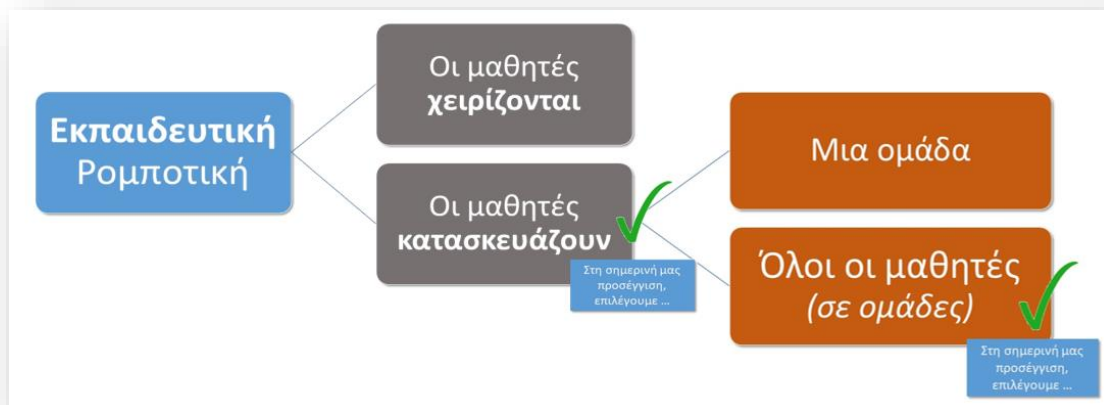 Εκπαιδευτική
Ρομποτική
Οι μαθητές
χειρίζονται
Οι μαθητές
κατασκευάζουν
Στη σημερινή μας
προσέγγιση,
επιλέγουμε ...
Μια ομάδα
Όλοι οι μαθητές
(σε ομάδες)
Στη σημερινή μας
προσέγγιση,
επιλέγουμε ...